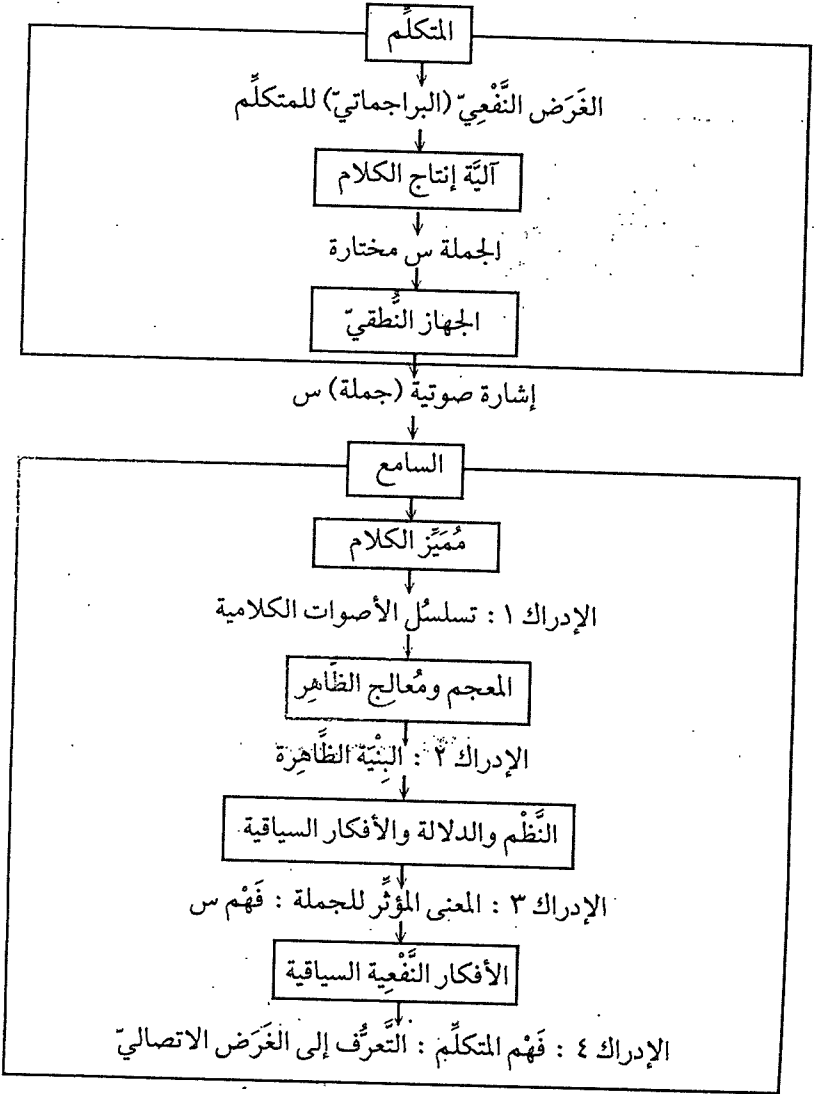 المتكلِّم
الغَرَض النَّفْعِيّ (البراجماتيّ) للمتكلِّم
آليَّة إنتاج الكلام
الجملة س مختارة
الجهاز النُّطقيّ
إشارة صوتية (جملة) س
السامع
مُمَيِّز الكلام
الإدراك ١ : تسلسُل الأصوات الكلامية
المعجم ومُعالِج الظَّاهِر
الإدراك ٢ : البِنْيَة الظَّاهِرة
النَّظْم والدلالة والأفكار السياقية
الإدراك ٣ : المعنى المؤثِّر للجملة : فَهْم س
الأفكار النَّفْعِية السياقية
الإدراك ٤ : فَهْم المتكلِّم : التَّعرُّف إلى الغَرَض الاتصاليّ